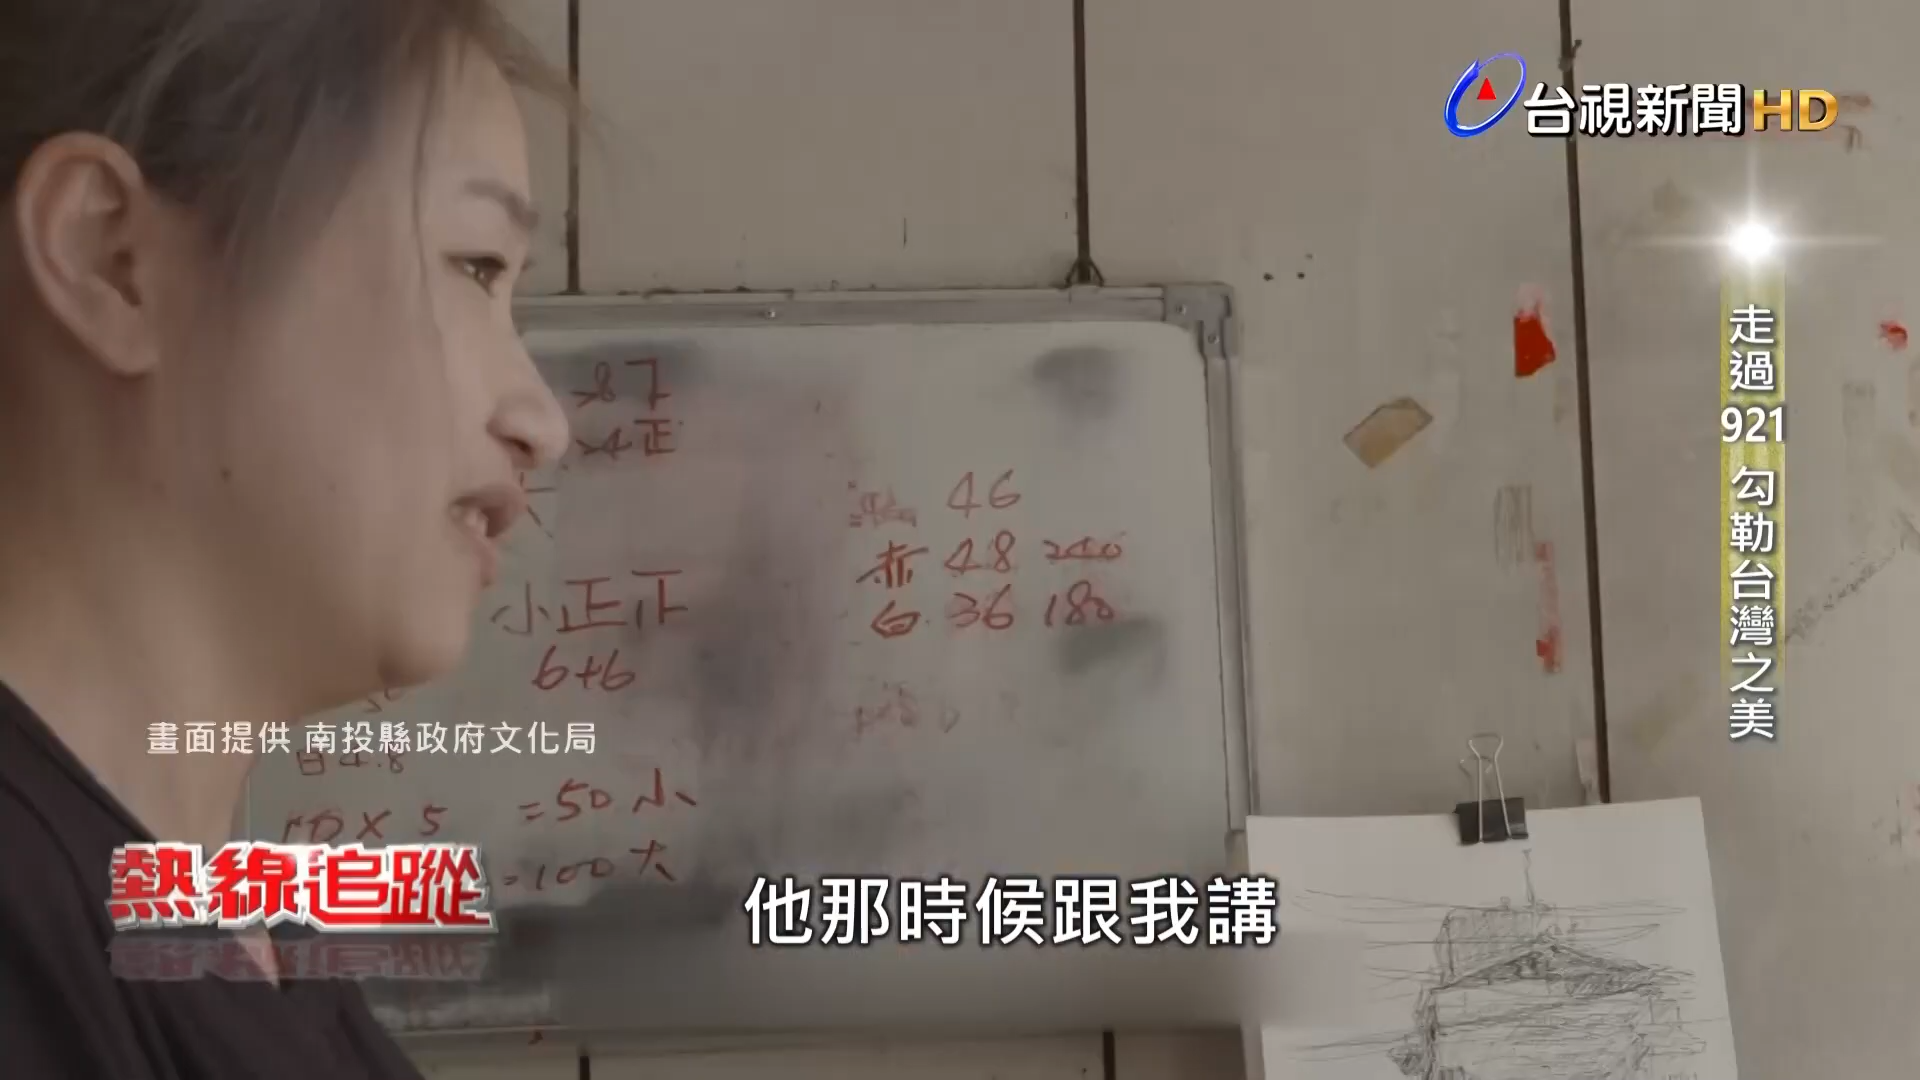 台視新聞HD
走過921 勾勒台灣之美
46
赤 48 240
白 36 180
小正正
6+6
畫面提供 南投縣政府文化局
=50 小
=100 大
熱線追蹤
他那時候跟我講